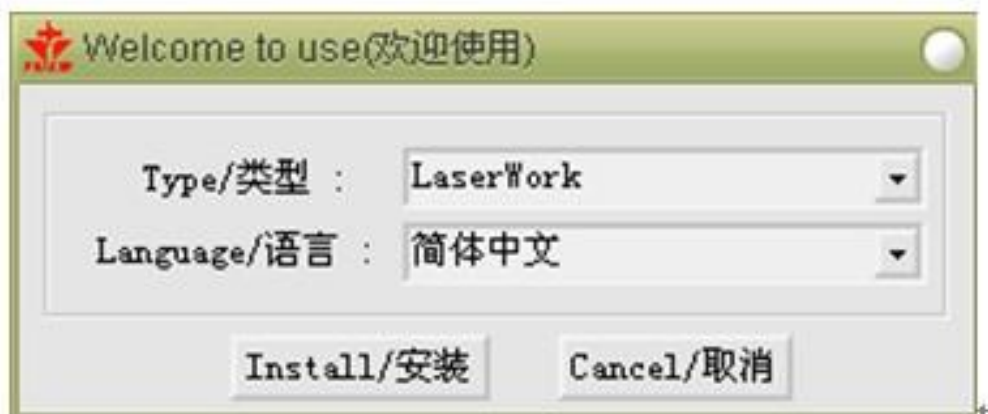 Welcome to use(欢迎使用)
Type/类型 : LaserWork
Language/语言 : 简体中文
Install/安装 Cancel/取消